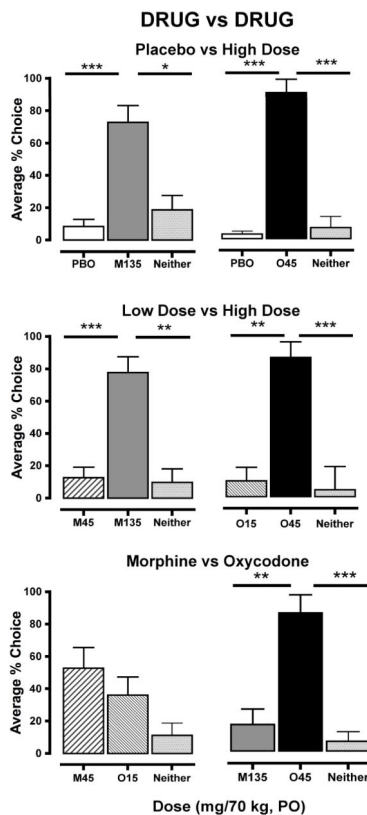 DRUG vs DRUG
Placebo vs High Dose
*** * *** ***
Average % Choice
100
80
60
40
20
0
PBO M135 Neither PBO O45 Neither
Low Dose vs High Dose
*** ** ** ***
Average % Choice
100
80
60
40
20
0
M45 M135 Neither O15 O45 Neither
Morphine vs Oxycodone
** ***
Average % Choice
100
80
60
40
20
0
M45 O15 Neither M135 O45 Neither
Dose (mg/70 kg, PO)